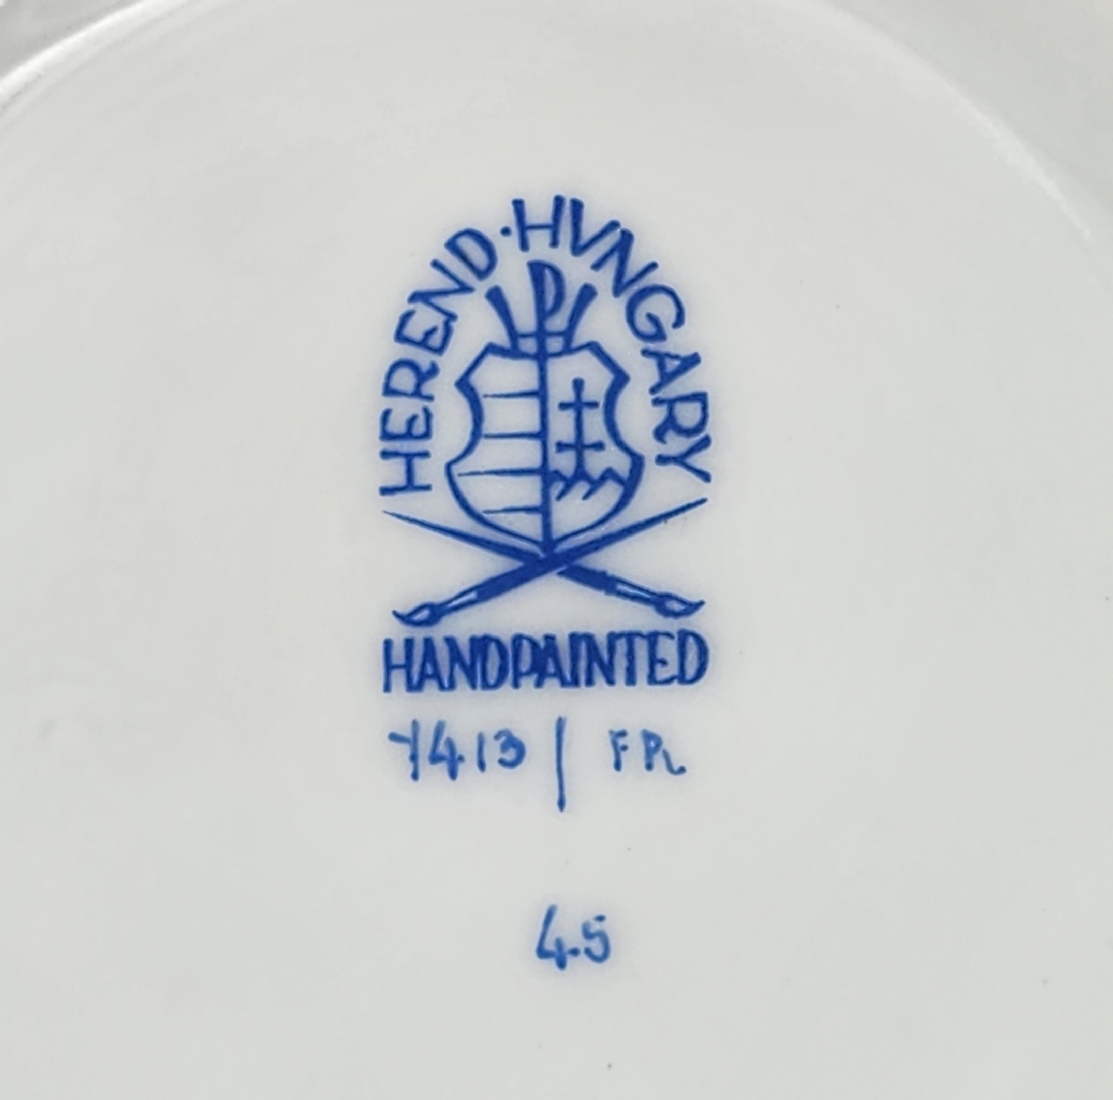 HEREND·HVNGARY
HANDPAINTED
7413/ FR
45